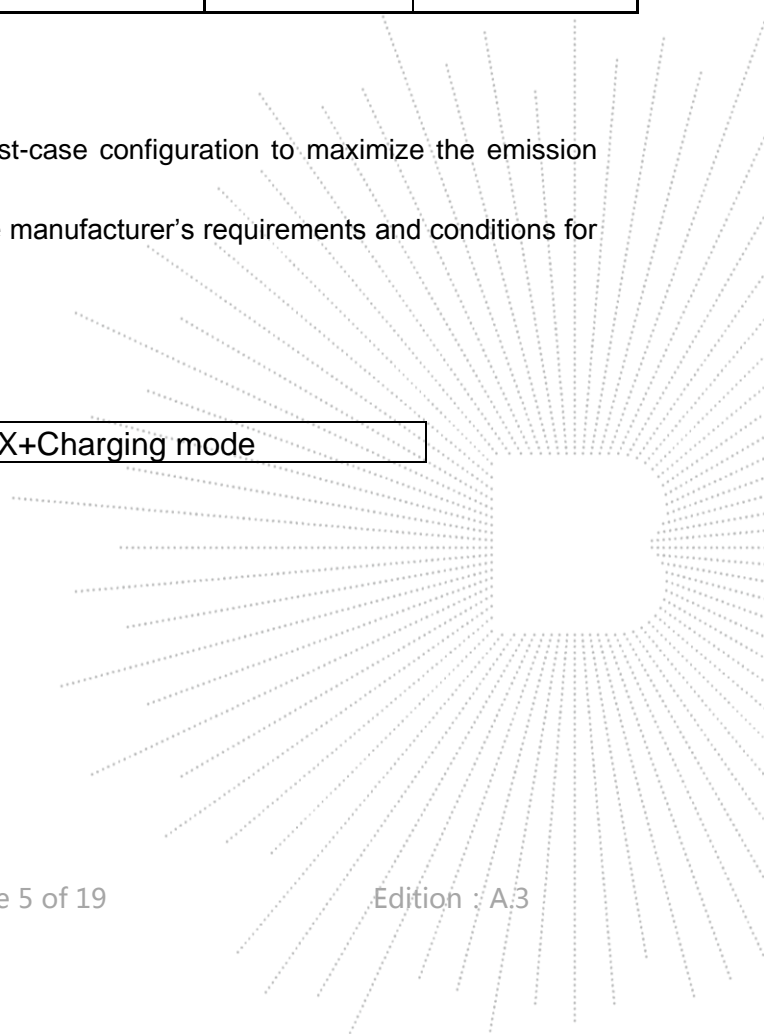 st-case configuration to maximize the emission
manufacturer's requirements and conditions for
X+Charging mode
5 of 19 Edition：A.3